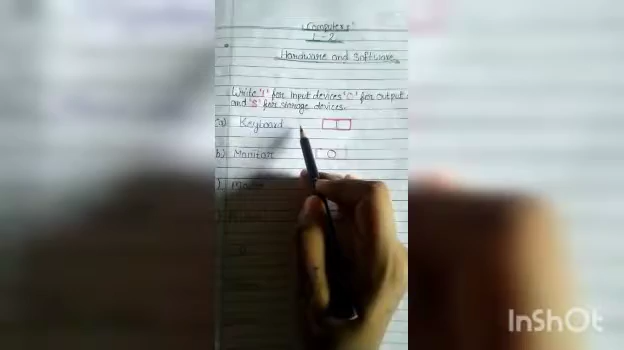 Computers
L-2
Hardware and Software
Write 'I' for Input devices 'O' for output
and 'S' for storage devices.
a) Keyboard
b) Monitor O
InShOt